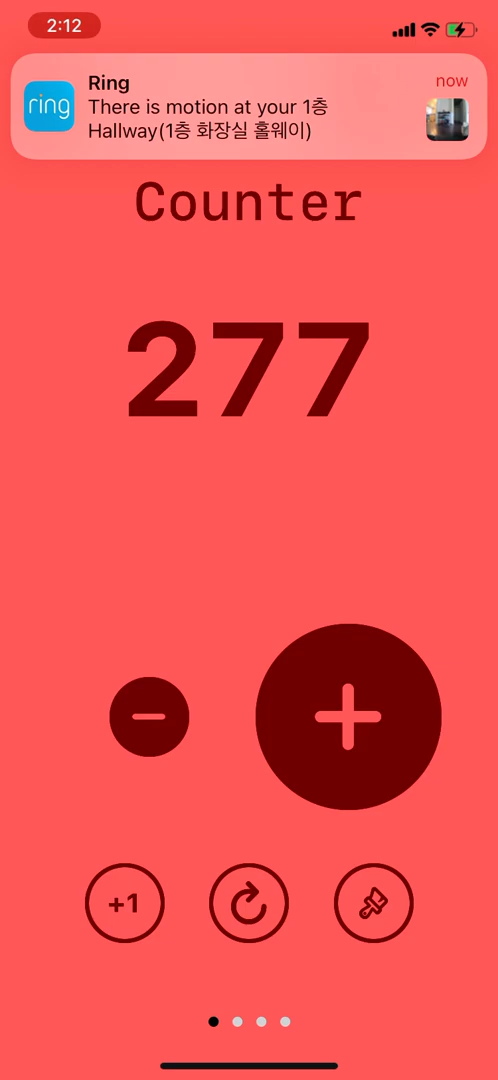 2:12
Ring
now
There is motion at your 1층
Hallway(1층 화장실 홀웨이)
ring
Counter
277
+1